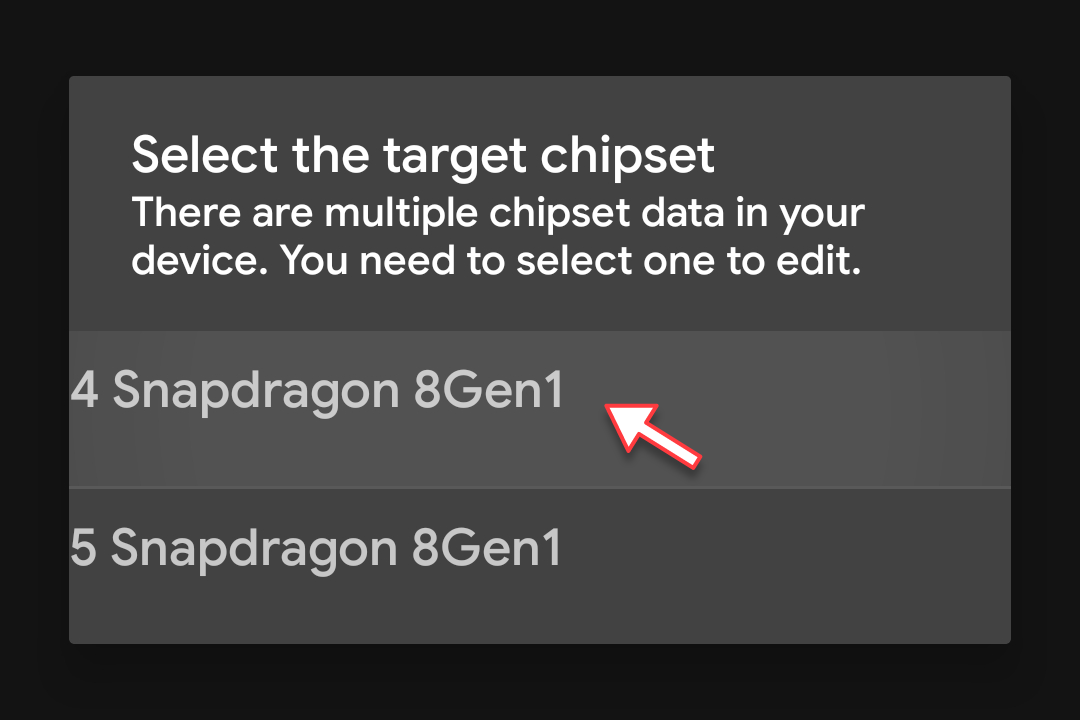 Select the target chipset
There are multiple chipset data in your
device. You need to select one to edit.
4 Snapdragon 8Gen1
5 Snapdragon 8Gen1